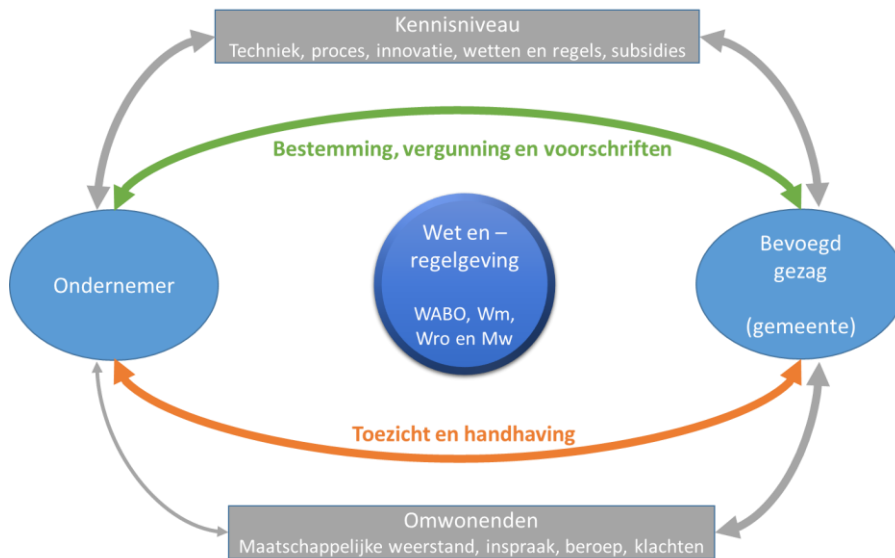 Kennisniveau
Techniek, proces, innovatie, wetten en regels, subsidies
Bestemming, vergunning en voorschriften
Ondernemer
Wet en –
regelgeving
WABO, Wm,
Wro en Mw
Bevoegd
gezag
(gemeente)
Toezicht en handhaving
Omwonenden
Maatschappelijke weerstand, inspraak, beroep, klachten